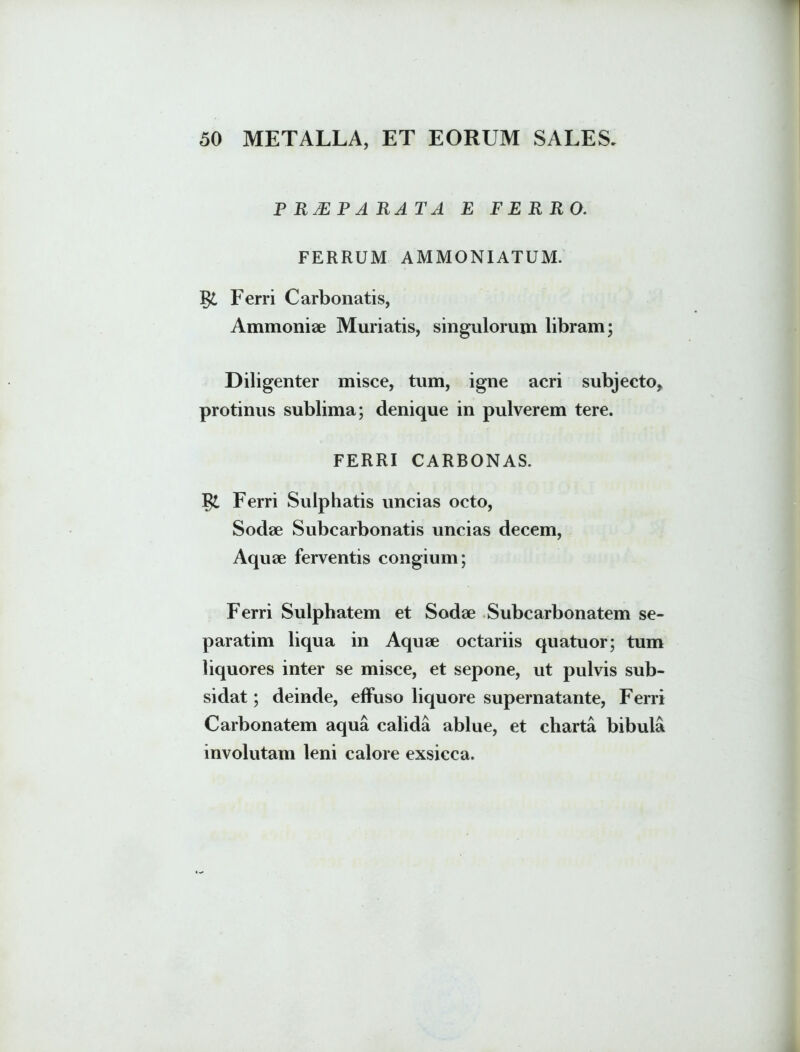 50 METALLA, ET EORUM SALES.
PRÆPARATA E FERRO.
FERRUM AMMONIATUM.
℞ Ferri Carbonatis,
Ammoniæ Muriatis, singulorum libram;
Diligenter misce, tum, igne acri subjecto,
protinus sublima; denique in pulverem tere.
FERRI CARBONAS.
℞ Ferri Sulphatis uncias octo,
Sodæ Subcarbonatis uncias decem,
Aquæ ferventis congium;
Ferri Sulphatem et Sodæ Subcarbonatem se-
paratim liqua in Aquæ octariis quatuor; tum
liquores inter se misce, et sepone, ut pulvis sub-
sidat; deinde, effuso liquore supernatante, Ferri
Carbonatem aquâ calidâ ablue, et chartâ bibulâ
involutam leni calore exsicca.